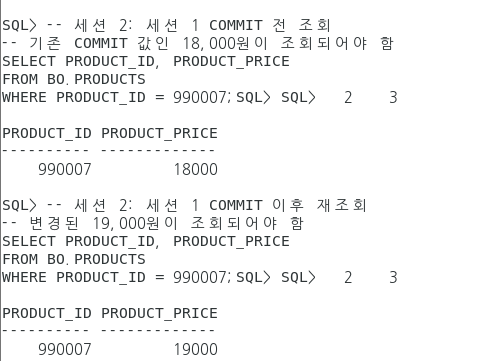 SQL> -- 세션 2: 세션 1 COMMIT 전 조회
-- 기존 COMMIT 값인 18,000원이 조회되어야 함
SELECT PRODUCT_ID, PRODUCT_PRICE
FROM BO.PRODUCTS
WHERE PRODUCT_ID = 990007;SQL> SQL>   2    3
PRODUCT_ID PRODUCT_PRICE
---------- -------------
    990007         18000
SQL> -- 세션 2: 세션 1 COMMIT 이후 재조회
-- 변경된 19,000원이 조회되어야 함
SELECT PRODUCT_ID, PRODUCT_PRICE
FROM BO.PRODUCTS
WHERE PRODUCT_ID = 990007;SQL> SQL>   2    3
PRODUCT_ID PRODUCT_PRICE
---------- -------------
    990007         19000